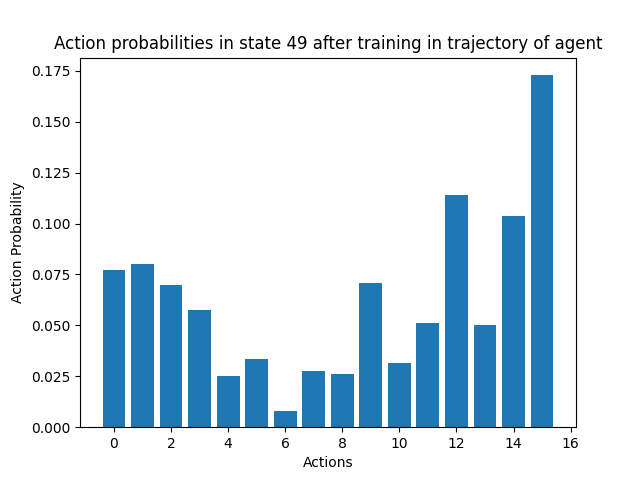 Action probabilities in state 49 after training in trajectory of agent
0.175
0.150
0.125
0.100
0.075
0.050
0.025
0.000
Action Probability
0 2 4 6 8 10 12 14 16
Actions